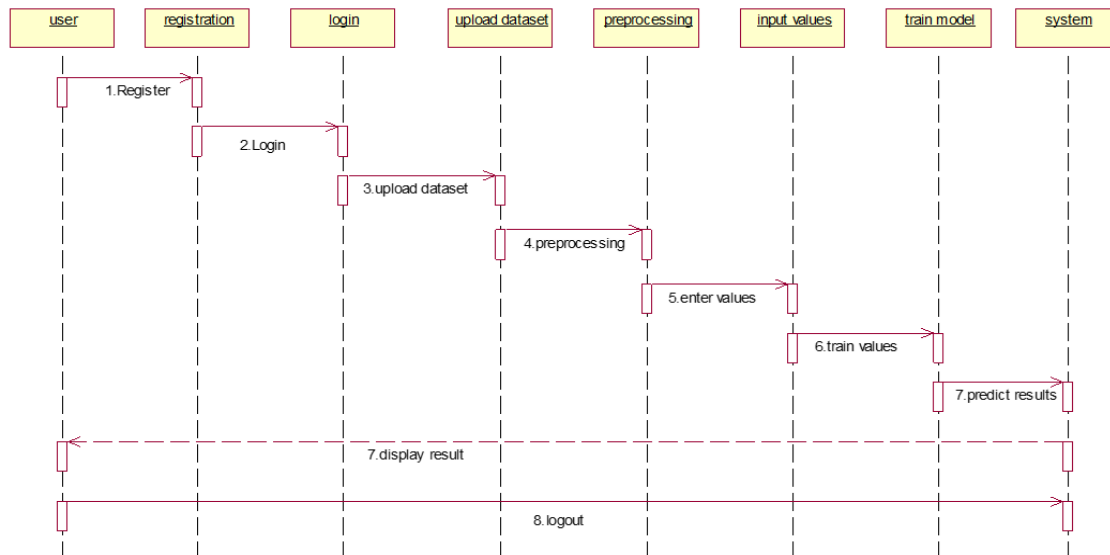 user
registration
login
upload dataset
preprocessing
input values
train model
system
1.Register
2.Login
3.upload dataset
4.preprocessing
5.enter values
6.train values
7.predict results
7.display result
8.logout